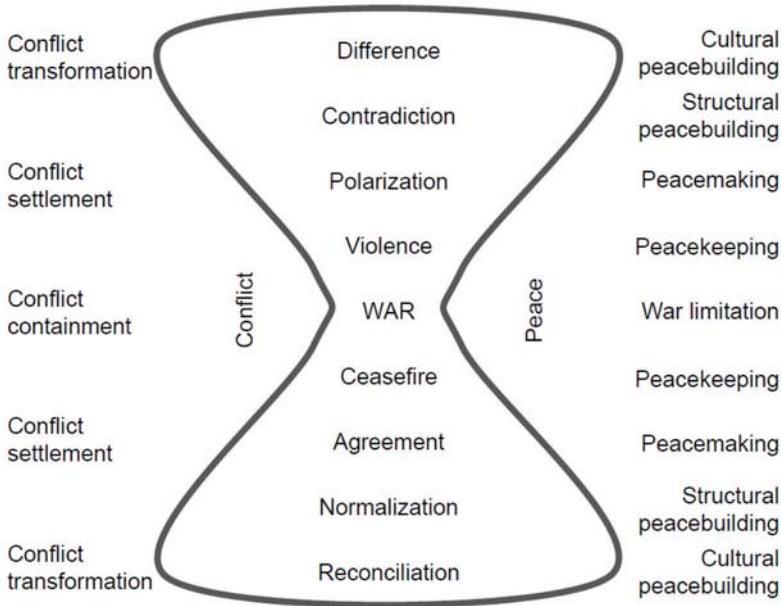 Conflict
transformation
Difference
Cultural
peacebuilding
Contradiction
Structural
peacebuilding
Conflict
settlement
Polarization
Peacemaking
Violence
Peacekeeping
Conflict
containment
Conflict
WAR
Peace
War limitation
Ceasefire
Peacekeeping
Conflict
settlement
Agreement
Peacemaking
Normalization
Structural
peacebuilding
Conflict
transformation
Reconciliation
Cultural
peacebuilding